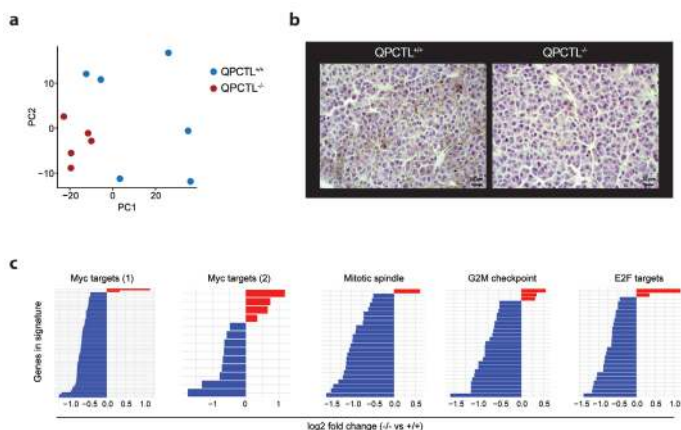 a
b
QPCTL+/+
QPCTL-/-
PC2
10
0
−10
−20
0
20
40
PC1
QPCTL+/+
QPCTL-/-
c
Myc targets (1)
Myc targets (2)
Mitotic spindle
G2M checkpoint
E2F targets
Genes in signature
−1.0 −0.5 0.0 0.5 1.0
−1 0 1
−1.5 −1.0 −0.5 0.0 0.5
−1.5 −1.0 −0.5 0.0 0.5
−1.5 −1.0 −0.5 0.0 0.5 1.0
log2 fold change (-/- vs +/+)